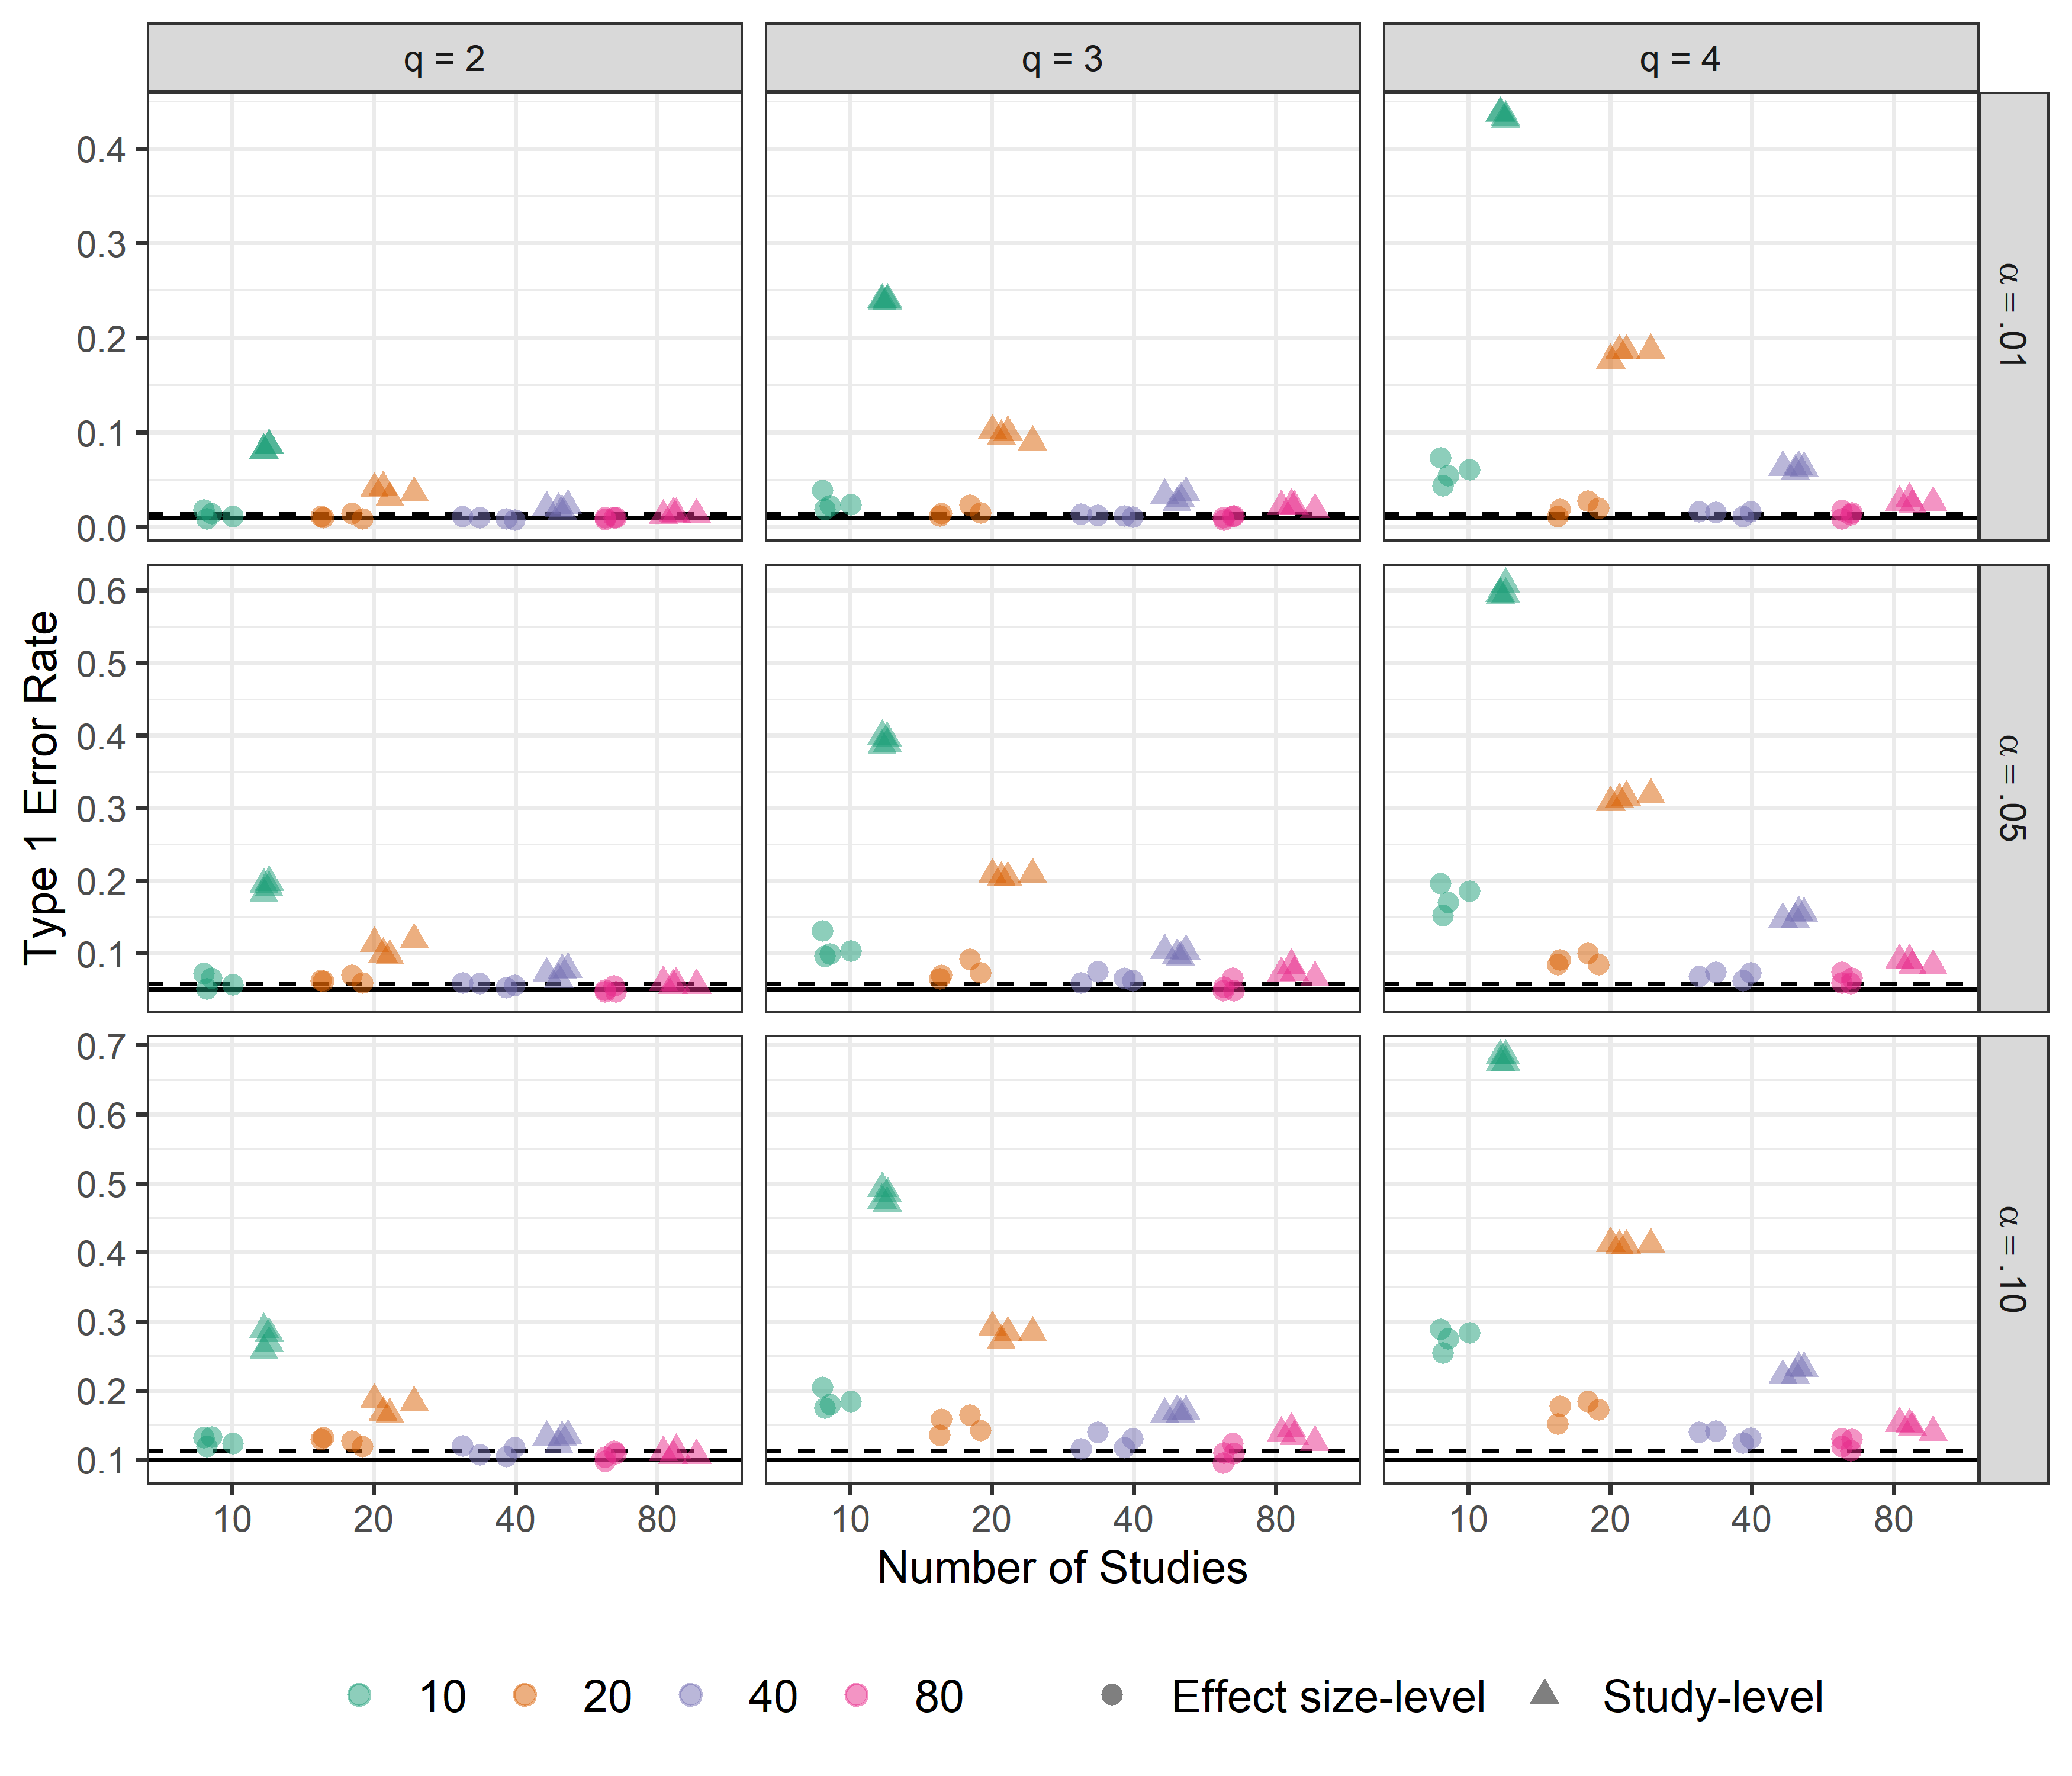 q = 2
q = 3
q = 4
0.4
0.3
0.2
0.1
0.0
α = .01
0.6
0.5
0.4
0.3
0.2
0.1
α = .05
0.7
0.6
0.5
0.4
0.3
0.2
0.1
α = .10
Type 1 Error Rate
10 20 40 80
10 20 40 80
10 20 40 80
Number of Studies
10 20 40 80 Effect size-level Study-level